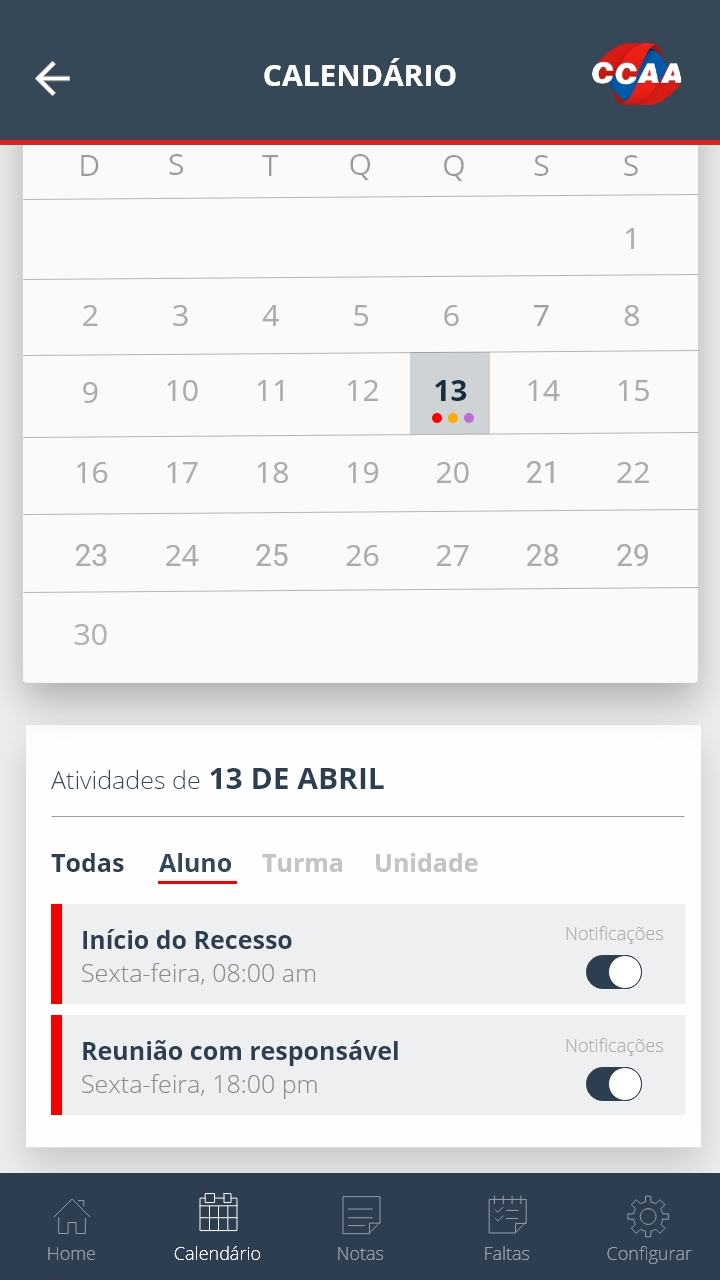 CALENDÁRIO
CCAA
D S T Q Q S S
1
2 3 4 5 6 7 8
9 10 11 12 13 14 15
16 17 18 19 20 21 22
23 24 25 26 27 28 29
30
Atividades de 13 DE ABRIL
Todas Aluno Turma Unidade
Início do Recesso
Notificações
Sexta-feira, 08:00 am
Reunião com responsável
Notificações
Sexta-feira, 18:00 pm
Home Calendário Notas Faltas Configurar